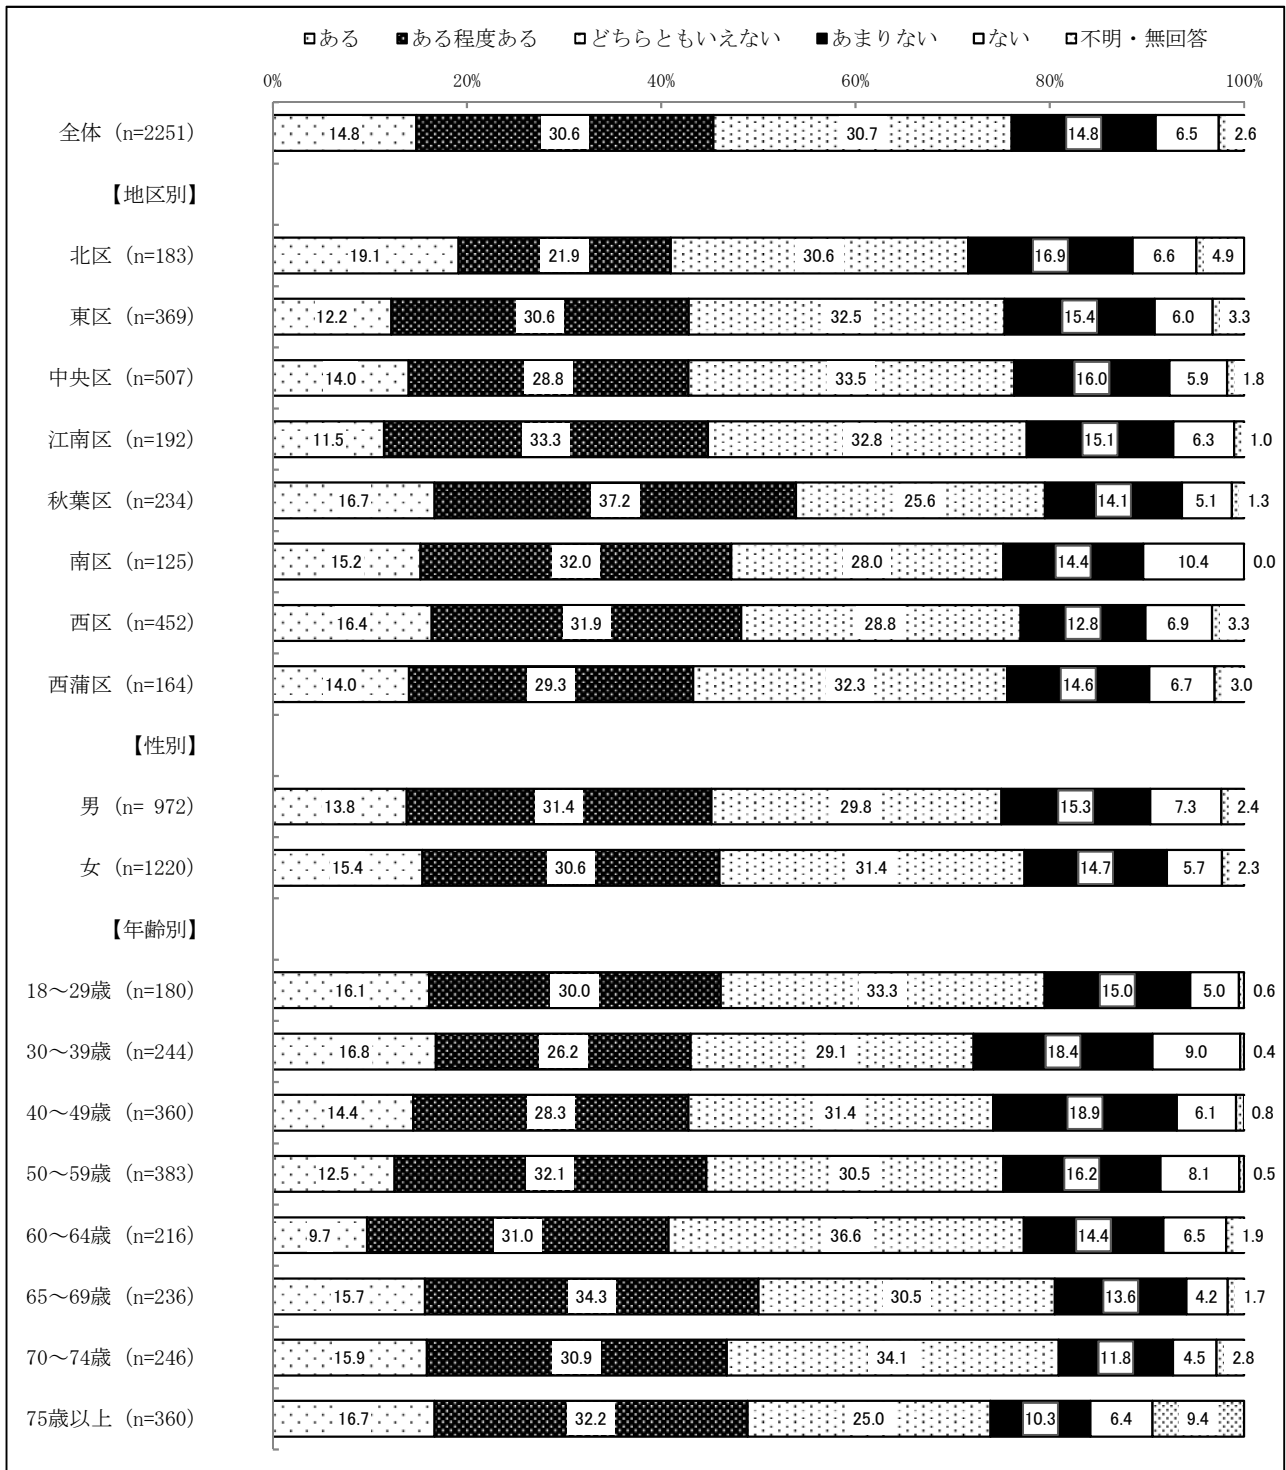 ある ある程度ある どちらともいえない あまりない ない 不明・無回答
0% 20% 40% 60% 80% 100%
全体 (n=2251) 14.8 30.6 30.7 14.8 6.5 2.6
【地区別】
北区 (n=183) 19.1 21.9 30.6 16.9 6.6 4.9
東区 (n=369) 12.2 30.6 32.5 15.4 6.0 3.3
中央区 (n=507) 14.0 28.8 33.5 16.0 5.9 1.8
江南区 (n=192) 11.5 33.3 32.8 15.1 6.3 1.0
秋葉区 (n=234) 16.7 37.2 25.6 14.1 5.1 1.3
南区 (n=125) 15.2 32.0 28.0 14.4 10.4 0.0
西区 (n=452) 16.4 31.9 28.8 12.8 6.9 3.3
西蒲区 (n=164) 14.0 29.3 32.3 14.6 6.7 3.0
【性別】
男 (n= 972) 13.8 31.4 29.8 15.3 7.3 2.4
女 (n=1220) 15.4 30.6 31.4 14.7 5.7 2.3
【年齢別】
18～29歳 (n=180) 16.1 30.0 33.3 15.0 5.0 0.6
30～39歳 (n=244) 16.8 26.2 29.1 18.4 9.0 0.4
40～49歳 (n=360) 14.4 28.3 31.4 18.9 6.1 0.8
50～59歳 (n=383) 12.5 32.1 30.5 16.2 8.1 0.5
60～64歳 (n=216) 9.7 31.0 36.6 14.4 6.5 1.9
65～69歳 (n=236) 15.7 34.3 30.5 13.6 4.2 1.7
70～74歳 (n=246) 15.9 30.9 34.1 11.8 4.5 2.8
75歳以上 (n=360) 16.7 32.2 25.0 10.3 6.4 9.4